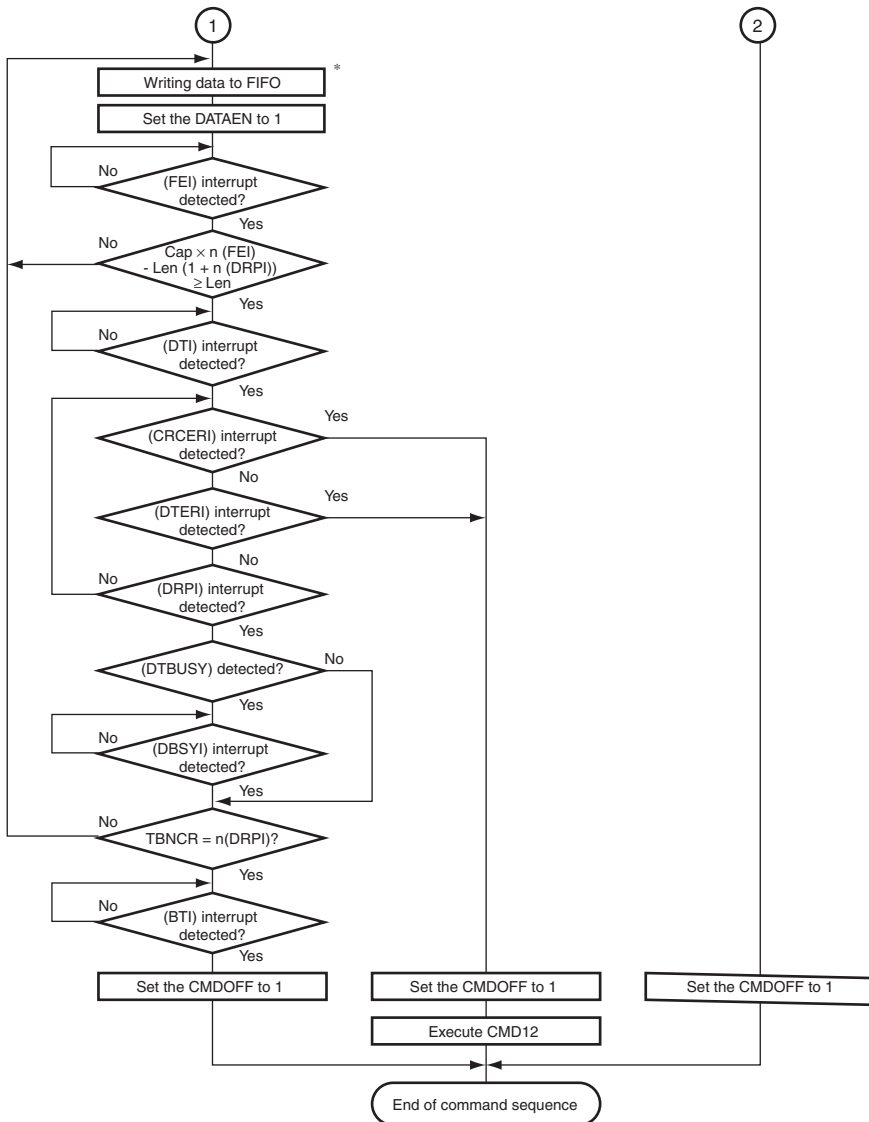 1
2
Writing data to FIFO
*
Set the DATAEN to 1
No
(FEI) interrupt
detected?
Yes
No
Cap × n (FEI)
- Len (1 + n (DRPI))
≥ Len
Yes
No
(DTI) interrupt
detected?
Yes
Yes
(CRCERI) interrupt
detected?
No
Yes
(DTERI) interrupt
detected?
No
No
(DRPI) interrupt
detected?
Yes
No
(DTBUSY) detected?
Yes
No
(DBSYI) interrupt
detected?
Yes
No
TBNCR = n(DRPI)?
Yes
No
(BTI) interrupt
detected?
Yes
Set the CMDOFF to 1
Set the CMDOFF to 1
Set the CMDOFF to 1
Execute CMD12
End of command sequence